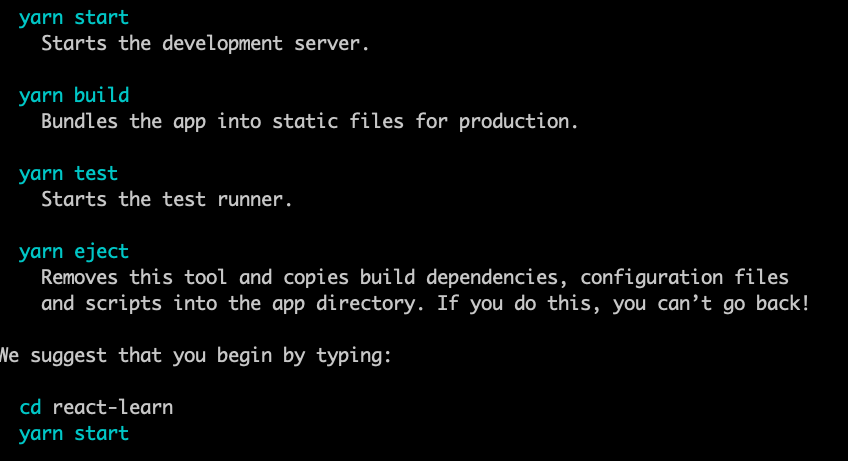 yarn start
Starts the development server.
yarn build
Bundles the app into static files for production.
yarn test
Starts the test runner.
yarn eject
Removes this tool and copies build dependencies, configuration files
and scripts into the app directory. If you do this, you can’t go back!
We suggest that you begin by typing:
cd react-learn
yarn start